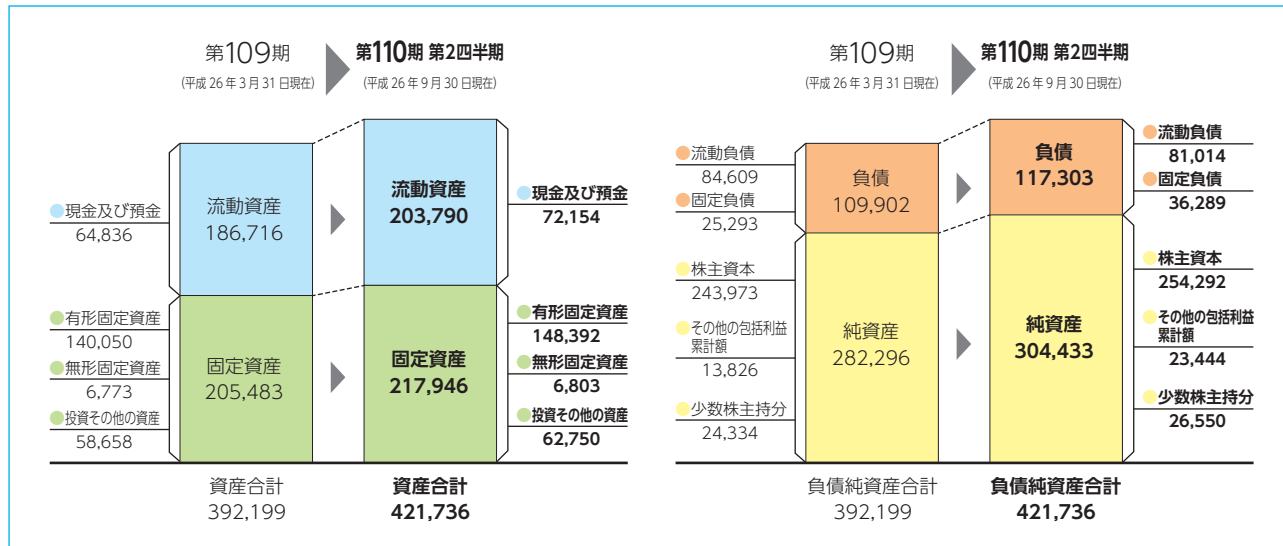 第109期
(平成26年3月31日現在)
第110期 第2四半期
(平成26年9月30日現在)
●現金及び預金
64,836
流動資産
186,716
流動資産
203,790
●現金及び預金
72,154
●有形固定資産
140,050
●無形固定資産
6,773
●投資その他の資産
58,658
固定資産
205,483
固定資産
217,946
●有形固定資産
148,392
●無形固定資産
6,803
●投資その他の資産
62,750
資産合計
392,199
資産合計
421,736
第109期
(平成26年3月31日現在)
第110期 第2四半期
(平成26年9月30日現在)
●流動負債
84,609
●固定負債
25,293
負債
109,902
負債
117,303
●流動負債
81,014
●固定負債
36,289
●株主資本
243,973
●その他の包括利益
累計額
13,826
●少数株主持分
24,334
純資産
282,296
純資産
304,433
●株主資本
254,292
●その他の包括利益
累計額
23,444
●少数株主持分
26,550
負債純資産合計
392,199
負債純資産合計
421,736